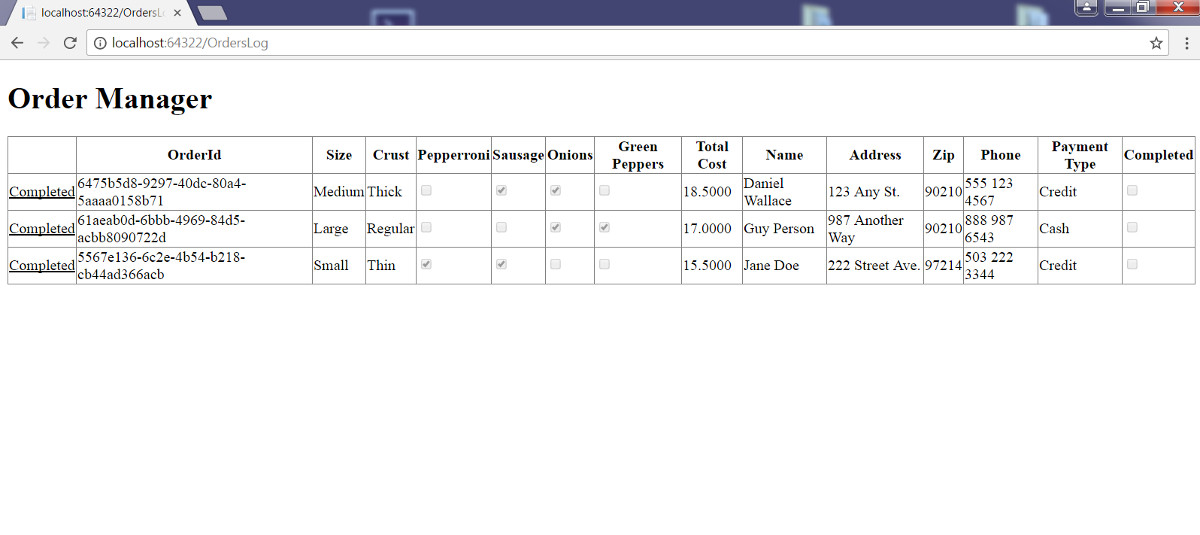 localhost:64322/OrdersLo
localhost:64322/OrdersLog
Order Manager
OrderId Size Crust Pepperroni Sausage Onions Green Peppers Total Cost Name Address Zip Phone Payment Type Completed
Completed 6475b5d8-9297-40dc-80a4-5aaaa0158b71 Medium Thick 18.5000 Daniel Wallace 123 Any St. 90210 555 123 4567 Credit
Completed 61aeab0d-6bbb-4969-84d5-acbb8090722d Large Regular 17.0000 Guy Person 987 Another Way 90210 888 987 6543 Cash
Completed 5567e136-6c2e-4b54-b218-cb44ad366acb Small Thin 15.5000 Jane Doe 222 Street Ave. 97214 503 222 3344 Credit